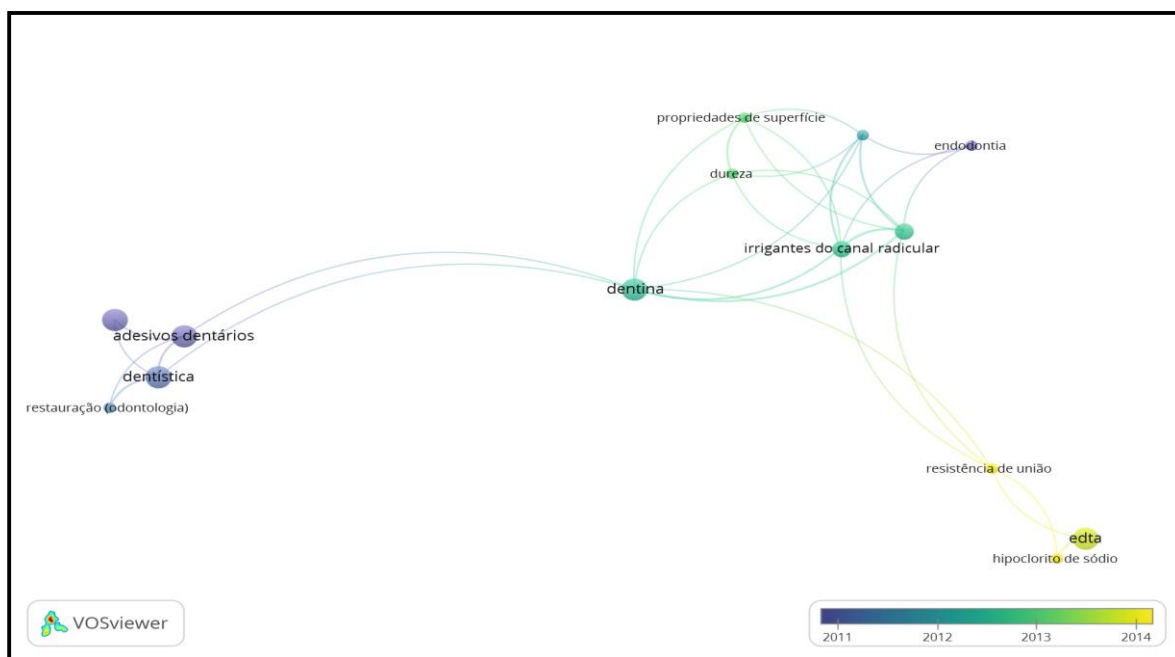 propriedades de superfície
endodontia
dureza
irrigantes do canal radicular
dentina
adesivos dentários
dentística
restauração (odontologia)
resistência de união
edta
hipoclorito de sódio
VOSviewer
2011 2012 2013 2014